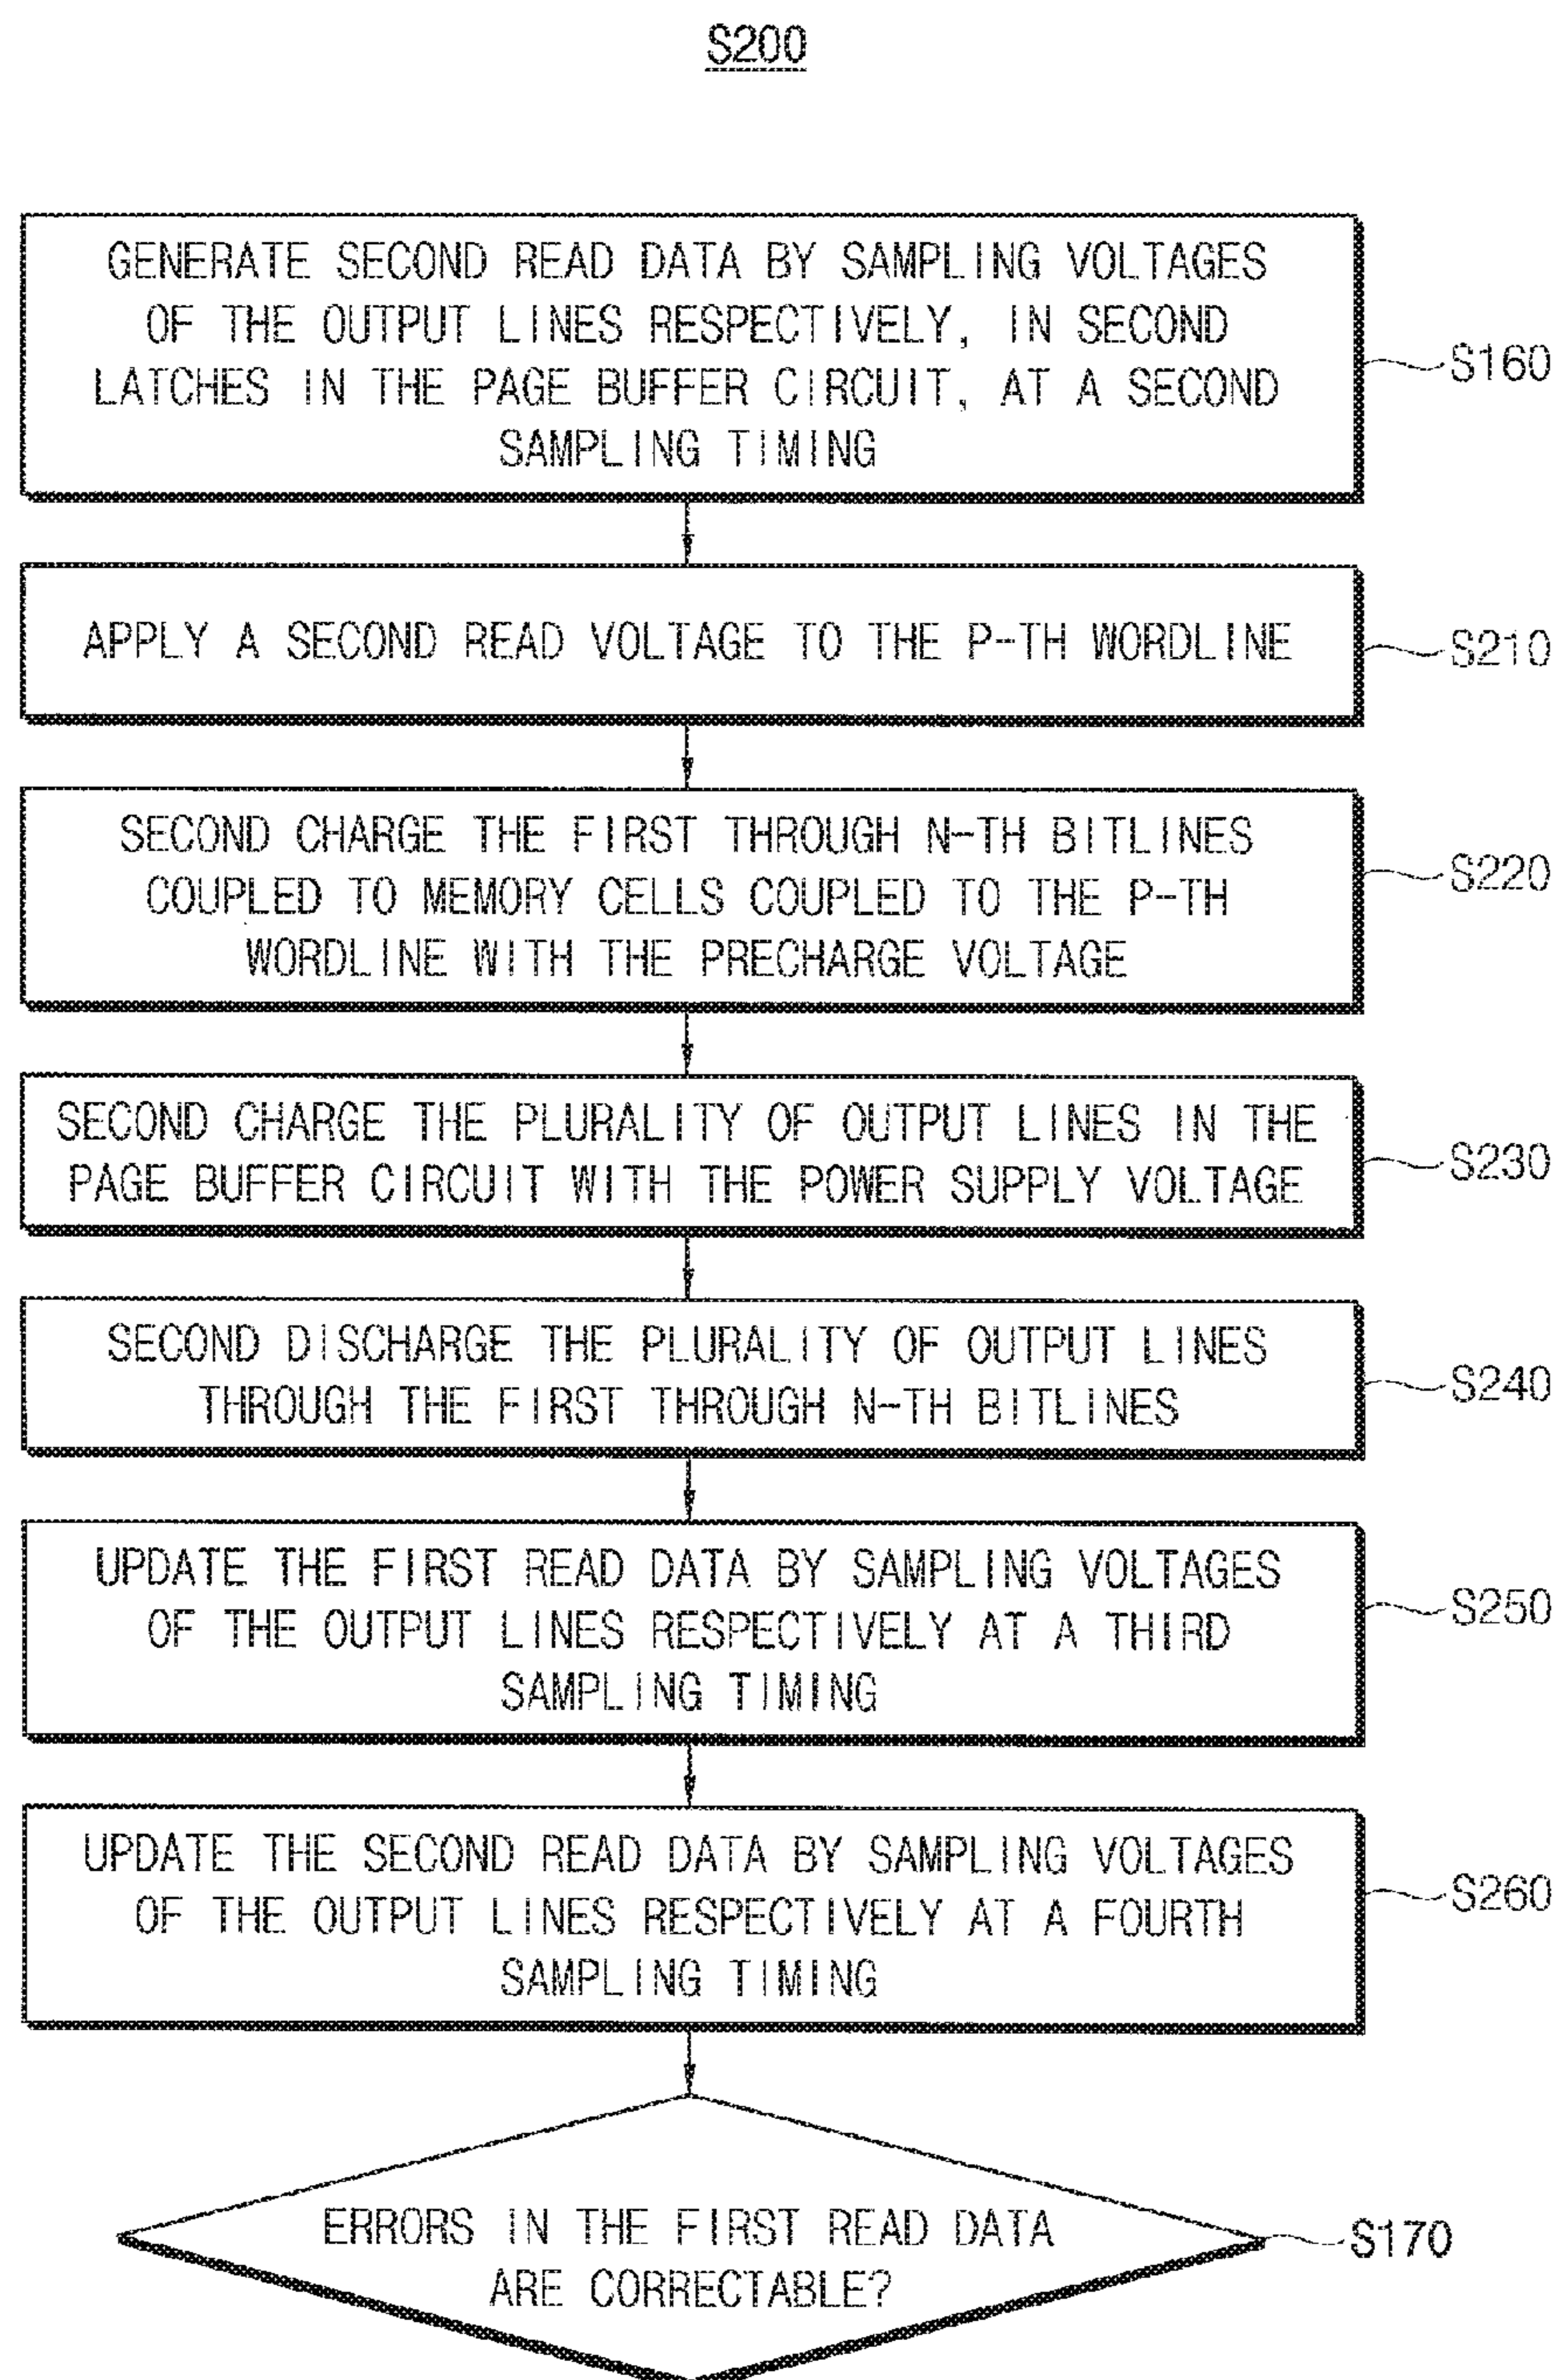 S200
GENERATE SECOND READ DATA BY SAMPLING VOLTAGES
OF THE OUTPUT LINES RESPECTIVELY, IN SECOND
LATCHES IN THE PAGE BUFFER CIRCUIT, AT A SECOND
SAMPLING TIMING
S160
APPLY A SECOND READ VOLTAGE TO THE P-TH WORDLINE
S210
SECOND CHARGE THE FIRST THROUGH N-TH BITLINES
COUPLED TO MEMORY CELLS COUPLED TO THE P-TH
WORDLINE WITH THE PRECHARGE VOLTAGE
S220
SECOND CHARGE THE PLURALITY OF OUTPUT LINES IN THE
PAGE BUFFER CIRCUIT WITH THE POWER SUPPLY VOLTAGE
S230
SECOND DISCHARGE THE PLURALITY OF OUTPUT LINES
THROUGH THE FIRST THROUGH N-TH BITLINES
S240
UPDATE THE FIRST READ DATA BY SAMPLING VOLTAGES
OF THE OUTPUT LINES RESPECTIVELY AT A THIRD
SAMPLING TIMING
S250
UPDATE THE SECOND READ DATA BY SAMPLING VOLTAGES
OF THE OUTPUT LINES RESPECTIVELY AT A FOURTH
SAMPLING TIMING
S260
ERRORS IN THE FIRST READ DATA
ARE CORRECTABLE?
S170